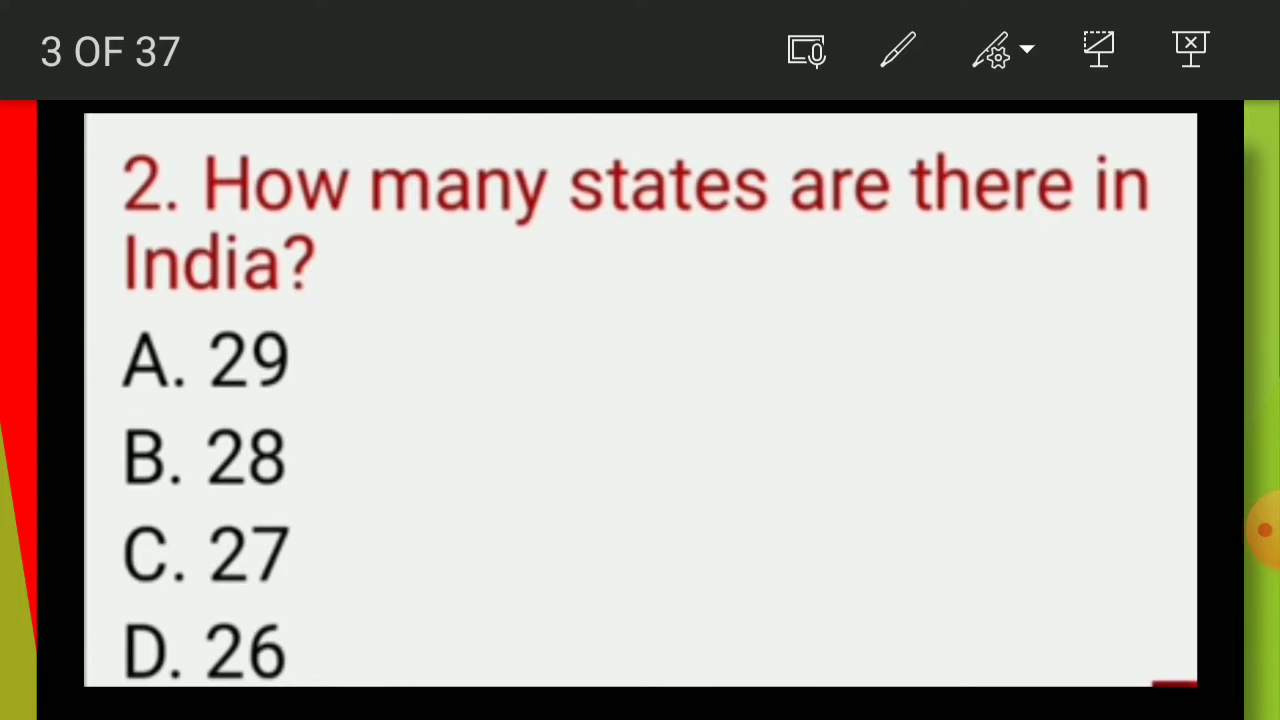 3 OF 37
2. How many states are there in
India?
A. 29
B. 28
C. 27
D. 26